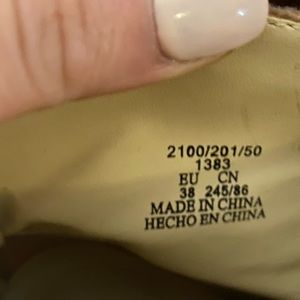 2100/201/50
1383
EU CN
38 245/86
MADE IN CHINA
HECHO EN CHINA